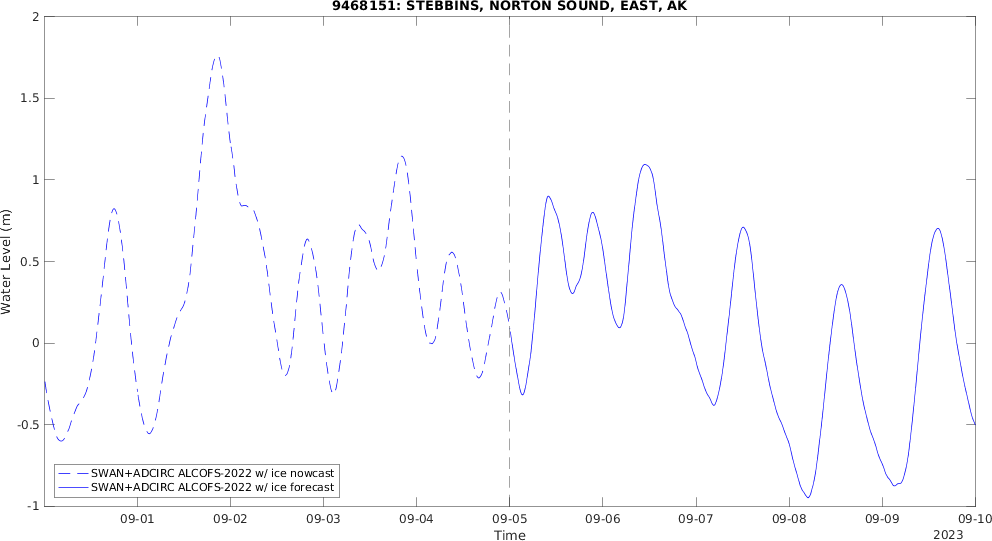 9468151: STEBBINS, NORTON SOUND, EAST, AK
2
1.5
1
0.5
0
-0.5
-1
Water Level (m)
SWAN+ADCIRC ALCOFS-2022 w/ ice nowcast
SWAN+ADCIRC ALCOFS-2022 w/ ice forecast
09-01 09-02 09-03 09-04 09-05 09-06 09-07 09-08 09-09 09-10
Time
2023